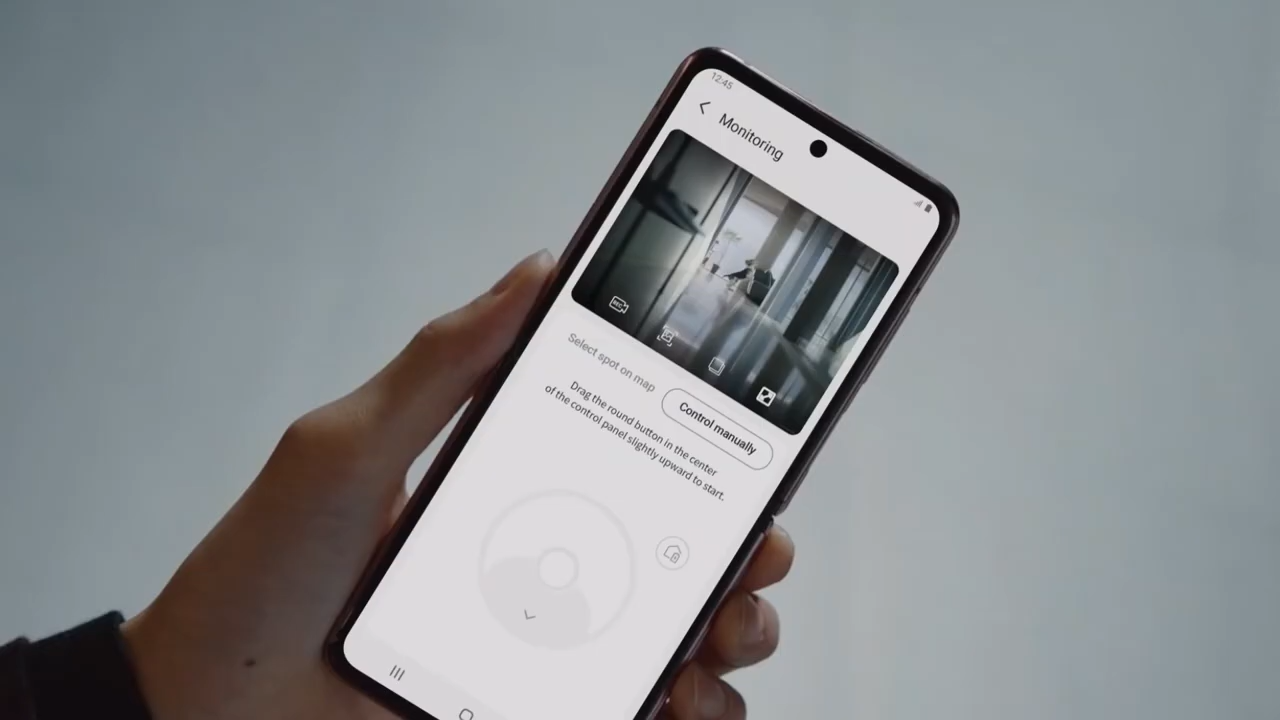 12:45
Monitoring
REC
Select spot on map
Control manually
Drag the round button in the center
of the control panel slightly upward to start.